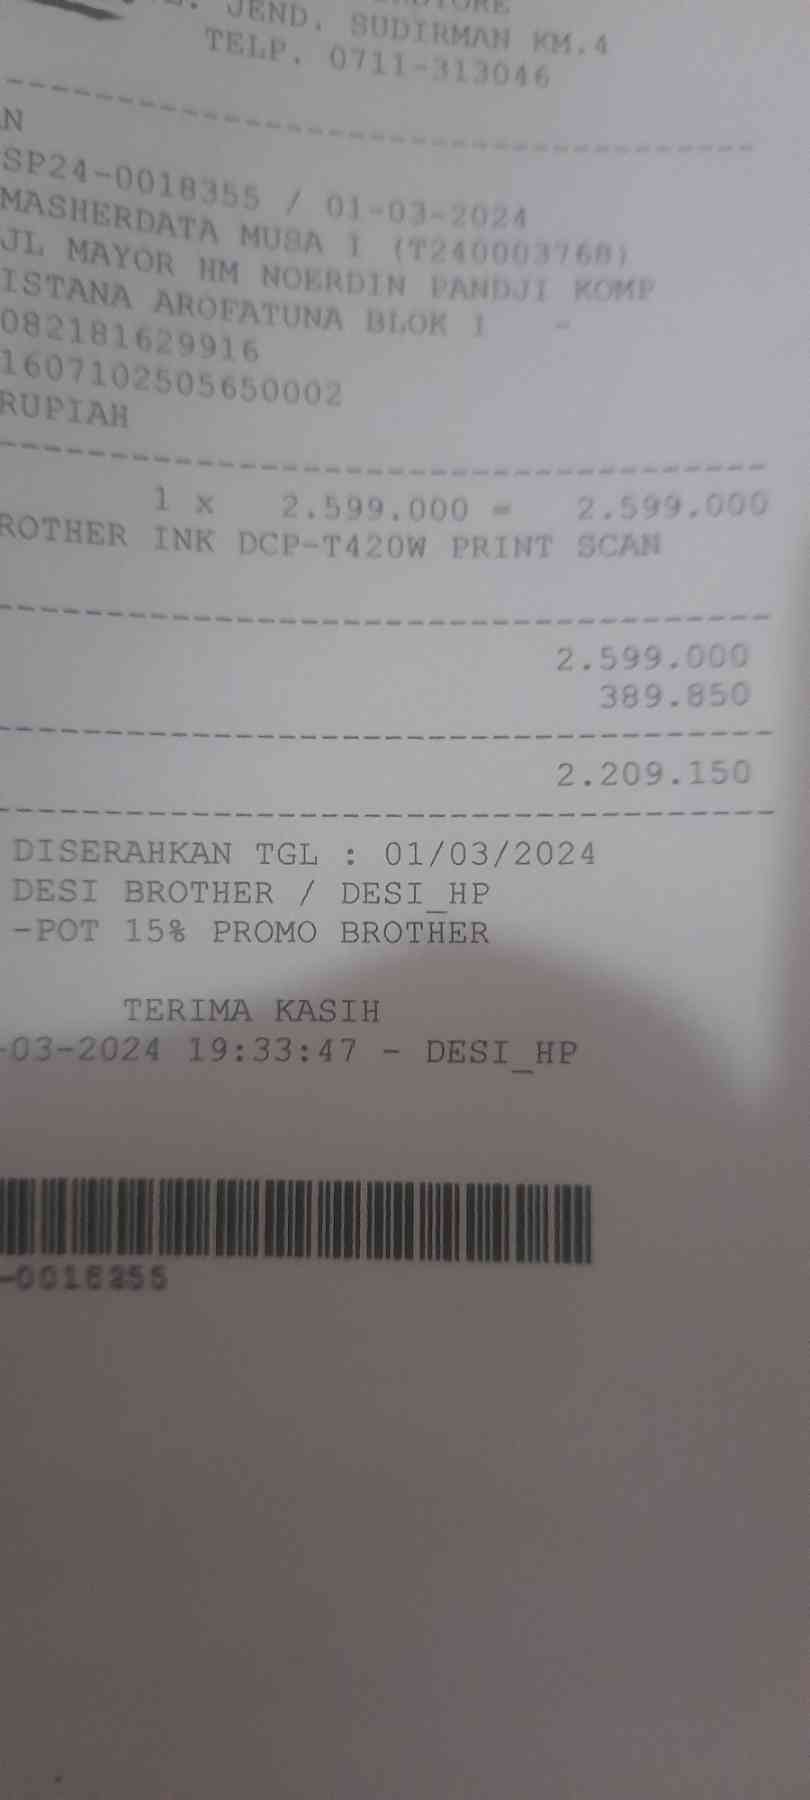 JEND. SUDIRMAN KM.4
TELP. 0711-313046
N
SP24-0018355 / 01-03-2024
MASHERDATA MUSA I (T240003768)
JL MAYOR HM NOERDIN PANDJI KOMP
ISTANA AROFATUNA BLOK I -
082181629916
1607102505650002
RUPIAH
1 x 2.599.000 = 2.599.000
ROTHER INK DCP-T420W PRINT SCAN
2.599.000
389.850
2.209.150
DISERAHKAN TGL : 01/03/2024
DESI BROTHER / DESI_HP
-POT 15% PROMO BROTHER
TERIMA KASIH
-03-2024 19:33:47 - DESI_HP
-0018355